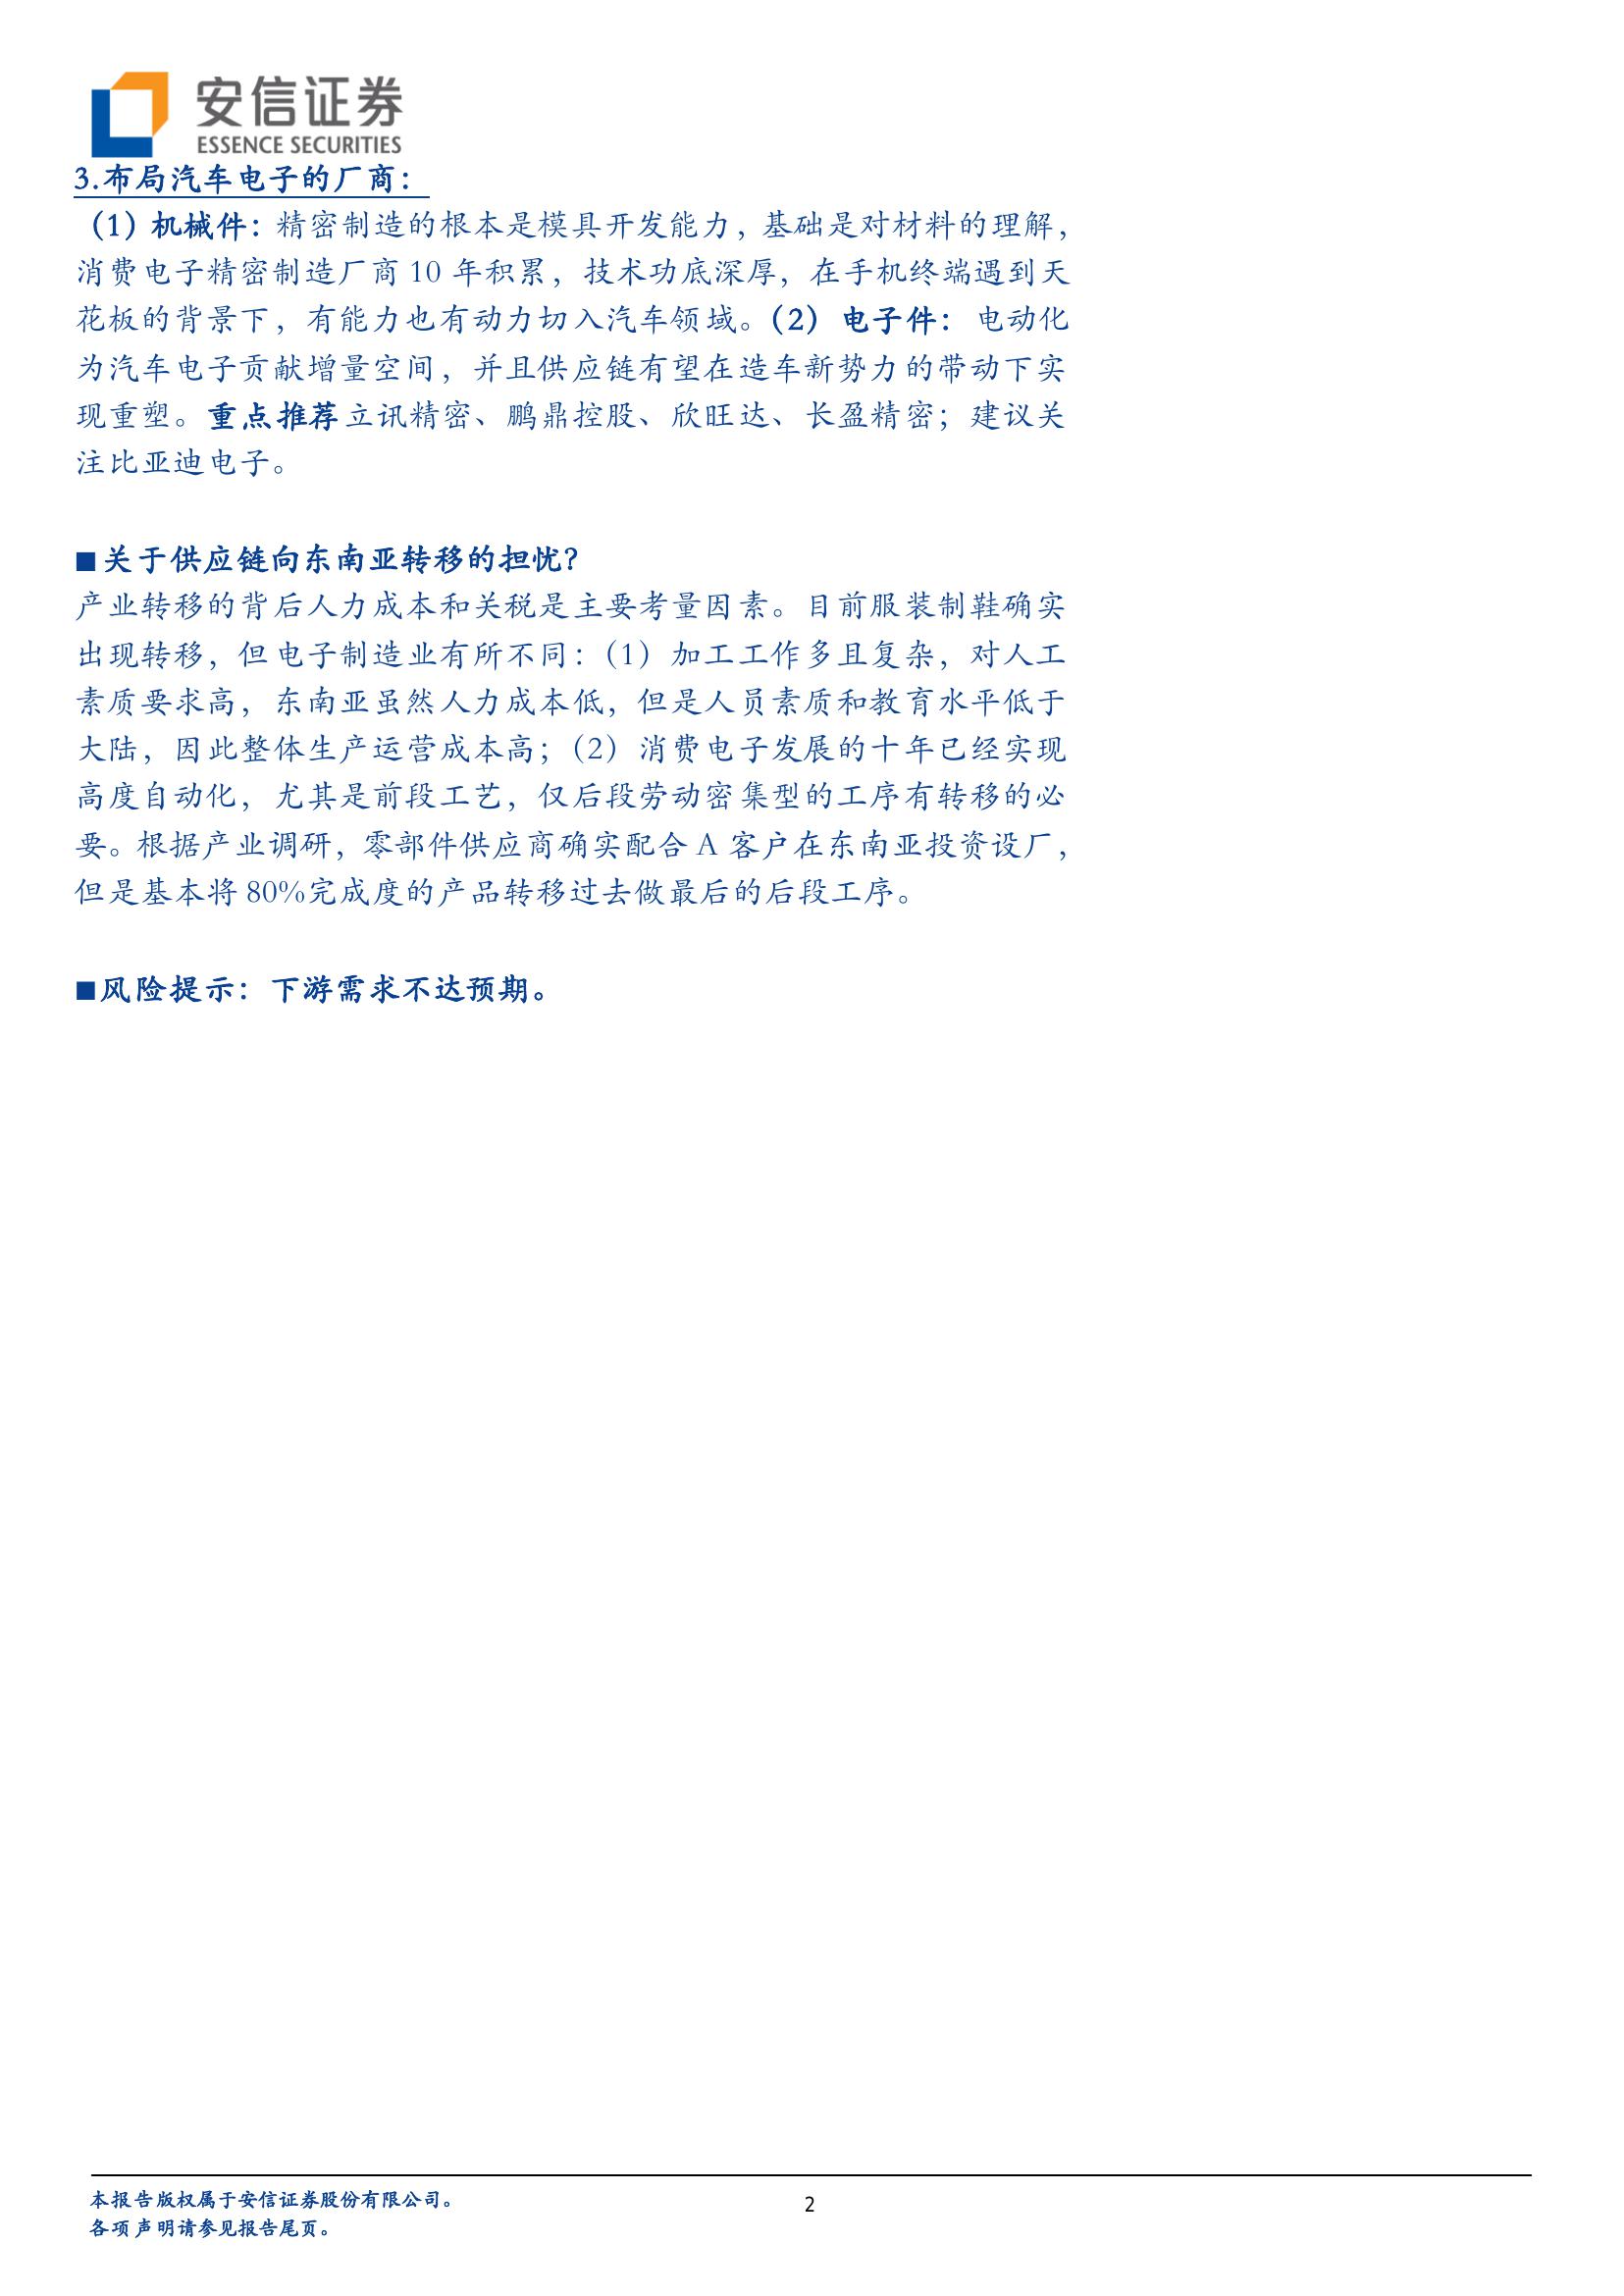 安信证券
ESSENCE SECURITIES
3.布局汽车电子的厂商：
（1）机械件：精密制造的根本是模具开发能力，基础是对材料的理解，
消费电子精密制造厂商 10 年积累，技术功底深厚，在手机终端遇到天
花板的背景下，有能力也有动力切入汽车领域。（2）电子件：电动化
为汽车电子贡献增量空间，并且供应链有望在造车新势力的带动下实
现重塑。重点推荐立讯精密、鹏鼎控股、欣旺达、长盈精密；建议关
注比亚迪电子。
■关于供应链向东南亚转移的担忧？
产业转移的背后人力成本和关税是主要考量因素。目前服装制鞋确实
出现转移，但电子制造业有所不同：（1）加工工作多且复杂，对人工
素质要求高，东南亚虽然人力成本低，但是人员素质和教育水平低于
大陆，因此整体生产运营成本高；（2）消费电子发展的十年已经实现
高度自动化，尤其是前段工艺，仅后段劳动密集型的工序有转移的必
要。根据产业调研，零部件供应商确实配合 A 客户在东南亚投资设厂，
但是基本将 80%完成度的产品转移过去做最后的后段工序。
■风险提示：下游需求不达预期。
本报告版权属于安信证券股份有限公司。
各项声明请参见报告尾页。
2